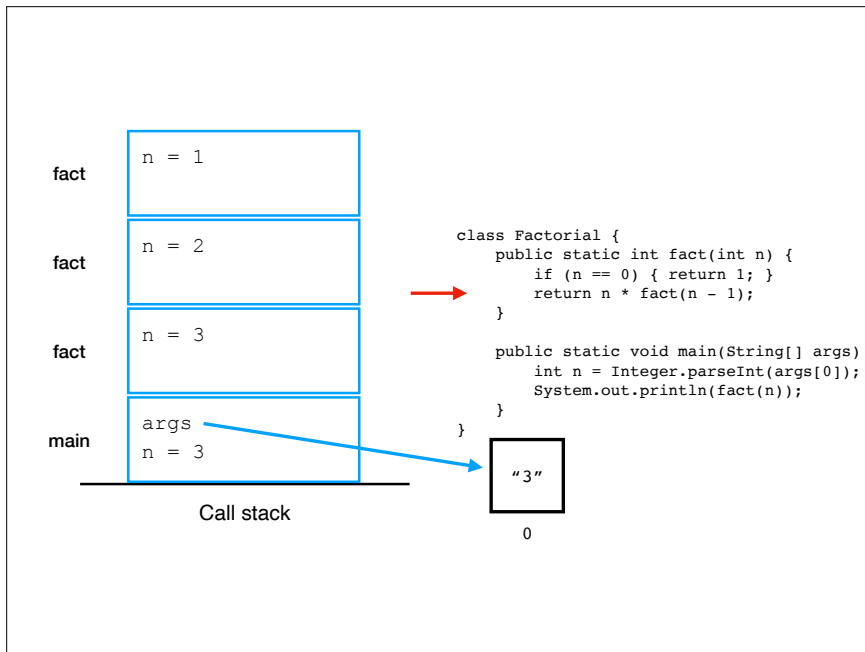 fact
n = 1
fact
n = 2
fact
n = 3
main
args
n = 3
Call stack
class Factorial {
    public static int fact(int n) {
        if (n == 0) { return 1; }
        return n * fact(n - 1);
    }

    public static void main(String[] args)
        int n = Integer.parseInt(args[0]);
        System.out.println(fact(n));
    }
}
“3”
0